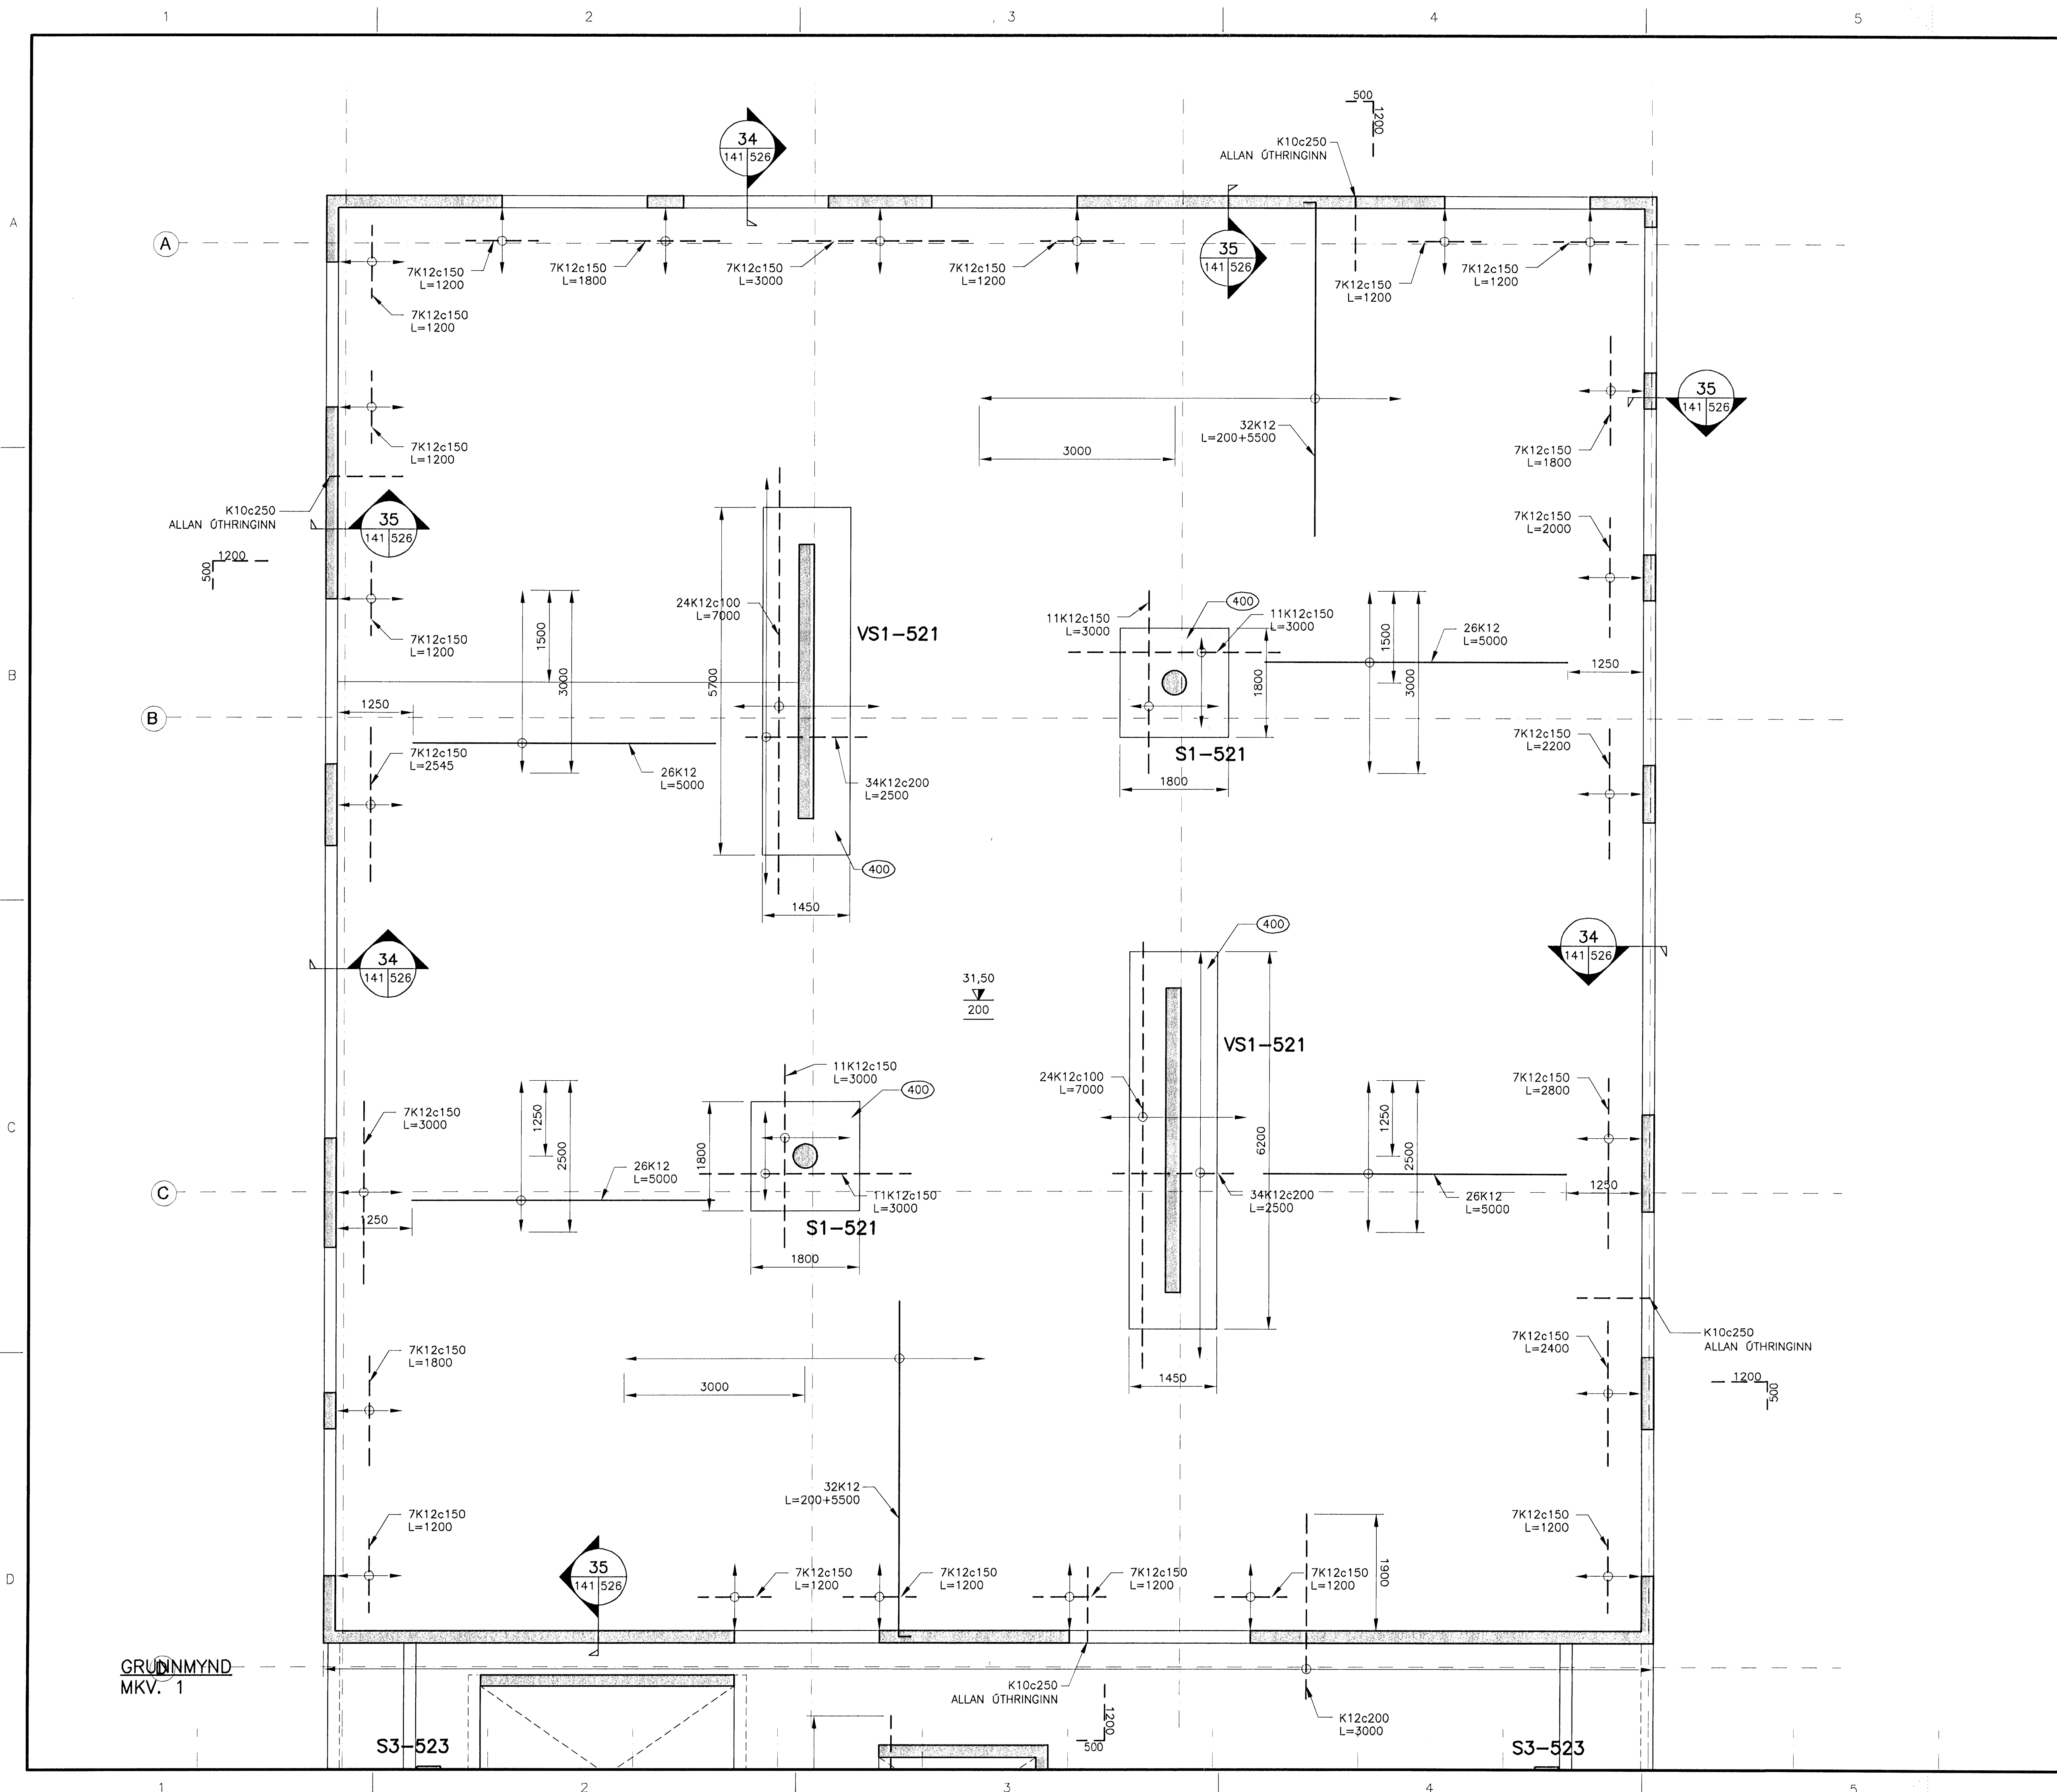 1 2 3 4 5
500
1200
34
141 526
K10c250
ALLAN ÚTHRINGINN
A
A
35
141 526
7K12c150
L=1200
7K12c150
L=1800
7K12c150
L=3000
7K12c150
L=1200
7K12c150
L=1200
7K12c150
L=1200
7K12c150
L=1200
35
141 526
32K12
L=200+5500
3000
7K12c150
L=1200
7K12c150
L=1800
K10c250
ALLAN ÚTHRINGINN
35
141 526
7K12c150
L=2000
1200
500
24K12c100
L=7000
VS1-521
400
11K12c150
L=3000
11K12c150
L=3000
26K12
L=5000
7K12c150
L=1200
1500
3000
5700
1800
1500
3000
1250
B
B
1250
7K12c150
L=2545
26K12
L=5000
34K12c200
L=2500
S1-521
1800
7K12c150
L=2200
400
1450
400
34
141 526
34
141 526
31,50
200
VS1-521
11K12c150
L=3000
400
24K12c100
L=7000
7K12c150
L=2800
C
7K12c150
L=3000
1250
2500
1800
6200
1250
2500
26K12
L=5000
C
11K12c150
L=3000
34K12c200
L=2500
26K12
L=5000
1250
1250
S1-521
1800
K10c250
ALLAN ÚTHRINGINN
7K12c150
L=1800
7K12c150
L=2400
3000
1450
1200
500
32K12
L=200+5500
7K12c150
L=1200
7K12c150
L=1200
D
35
141 526
7K12c150
L=1200
7K12c150
L=1200
7K12c150
L=1200
7K12c150
L=1200
1900
GRUNNMYND
D
MKV. 1
K10c250
ALLAN ÚTHRINGINN
1200
500
K12c200
L=3000
S3-523
S3-523
1 2 3 4 5